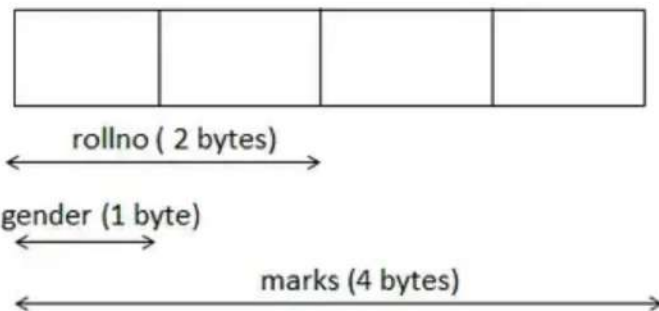 rollno ( 2 bytes)
gender (1 byte)
marks (4 bytes)